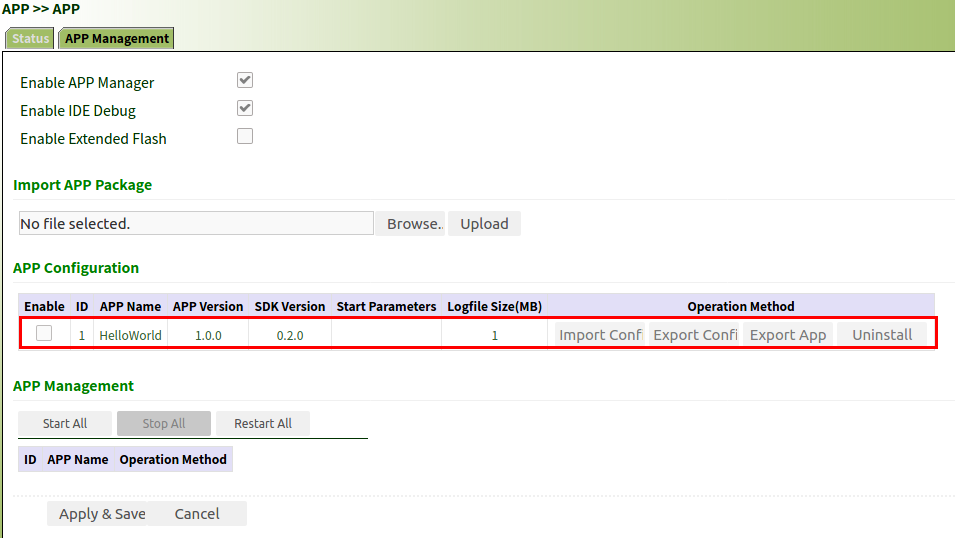 APP >> APP
Status APP Management
Enable APP Manager
Enable IDE Debug
Enable Extended Flash
Import APP Package
No file selected. Browse.. Upload
APP Configuration
Enable ID APP Name APP Version SDK Version Start Parameters Logfile Size(MB) Operation Method
1 HelloWorld 1.0.0 0.2.0 1 Import Confi Export Confi Export App Uninstall
APP Management
Start All Stop All Restart All
ID APP Name Operation Method
Apply & Save Cancel